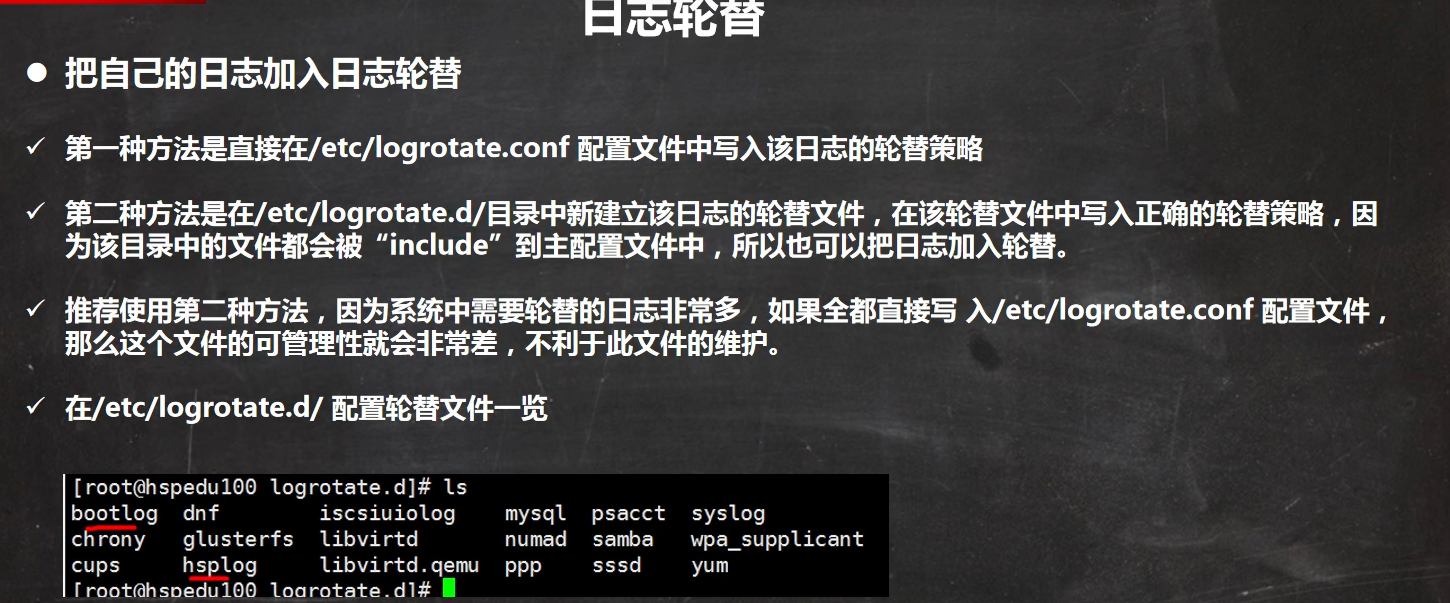 日志轮替
把自己的日志加入日志轮替
第一种方法是直接在/etc/logrotate.conf 配置文件中写入该日志的轮替策略
第二种方法是在/etc/logrotate.d/目录中新建立该日志的轮替文件，在该轮替文件中写入正确的轮替策略，因
为该目录中的文件都会被“include”到主配置文件中，所以也可以把日志加入轮替。
推荐使用第二种方法，因为系统中需要轮替的日志非常多，如果全都直接写 入/etc/logrotate.conf 配置文件，
那么这个文件的可管理性就会非常差，不利于此文件的维护。
在/etc/logrotate.d/ 配置轮替文件一览
[root@hspedu100 logrotate.d]# ls
bootlog dnf iscsiuiolog mysql psacct syslog
chrony glusterfs libvirtd numad samba wpa_supplicant
cups hsplog libvirtd.qemu ppp sssd yum
[root@hspedu100 logrotate.d]#